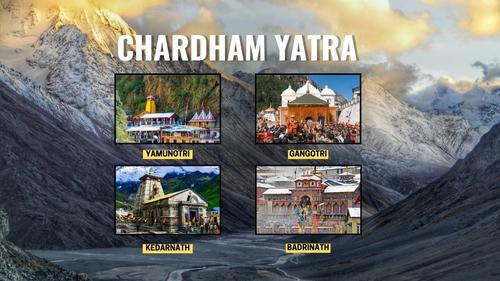 CHARDHAM YATRA
YAMUNOTRI
GANGOTRI
KEDARNATH
BADRINATH